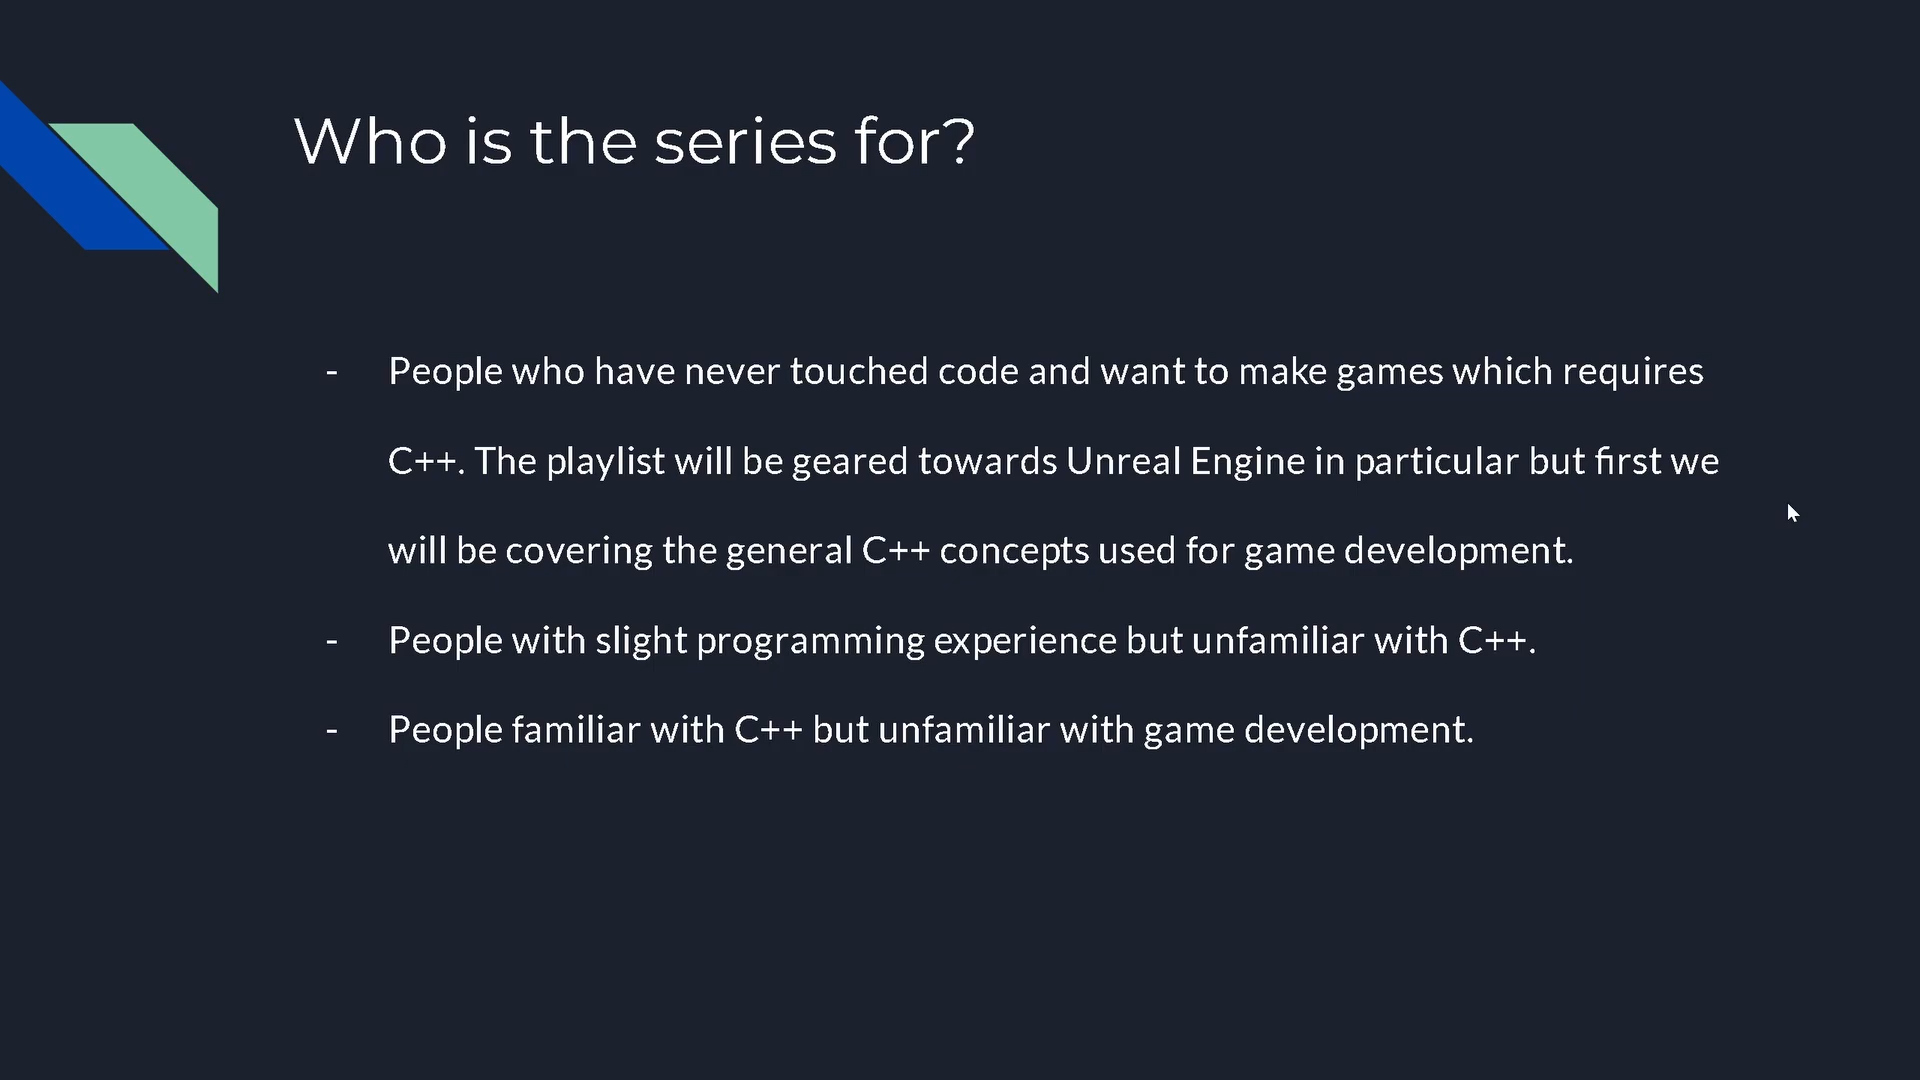 Who is the series for?
- People who have never touched code and want to make games which requires
C++. The playlist will be geared towards Unreal Engine in particular but first we
will be covering the general C++ concepts used for game development.
- People with slight programming experience but unfamiliar with C++.
- People familiar with C++ but unfamiliar with game development.